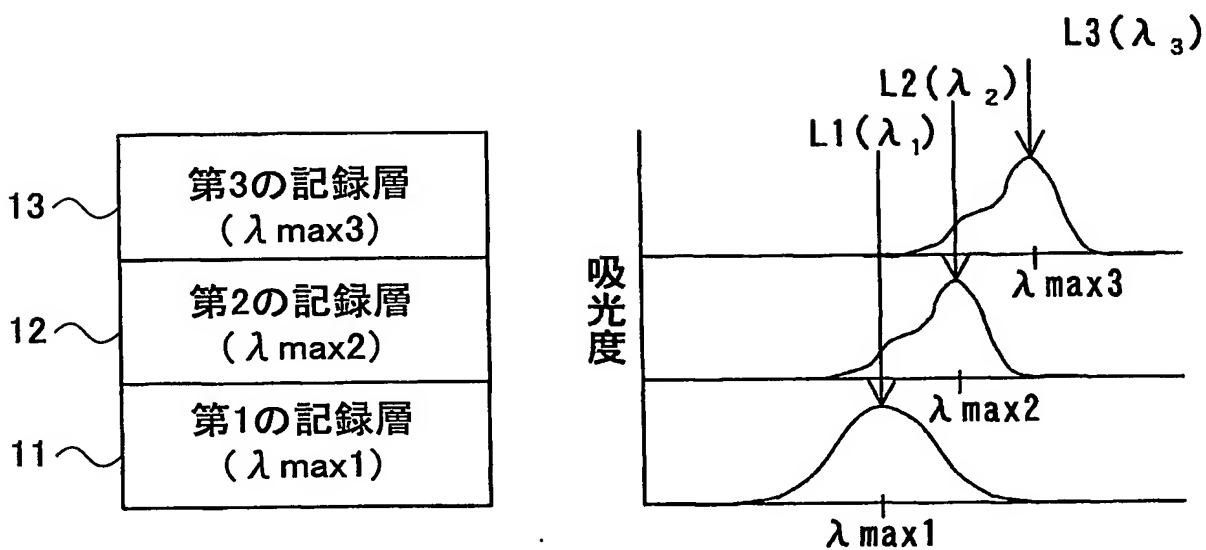 13
第3の記録層
(λmax3)
12
第2の記録層
(λmax2)
11
第1の記録層
(λmax1)
吸光度
L1(λ1)
L2(λ2)
L3(λ3)
λmax3
λmax2
λmax1